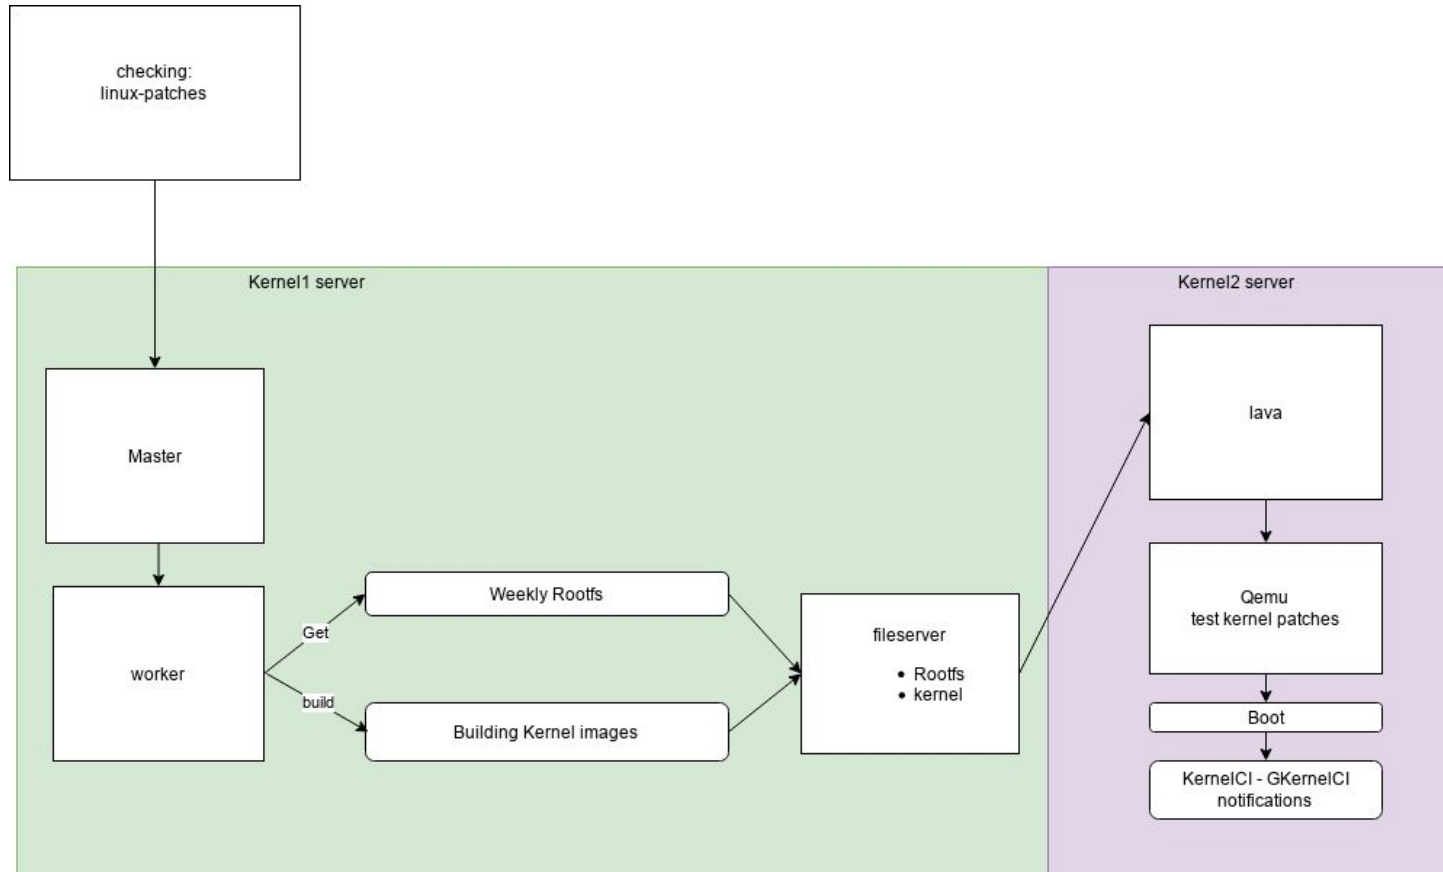 checking:
linux-patches
Kernel1 server
Kernel2 server
Master
worker
Get
build
Weekly Rootfs
Building Kernel images
fileserver
• Rootfs
• kernel
lava
Qemu
test kernel patches
Boot
KernelCI - GKernelCI
notifications